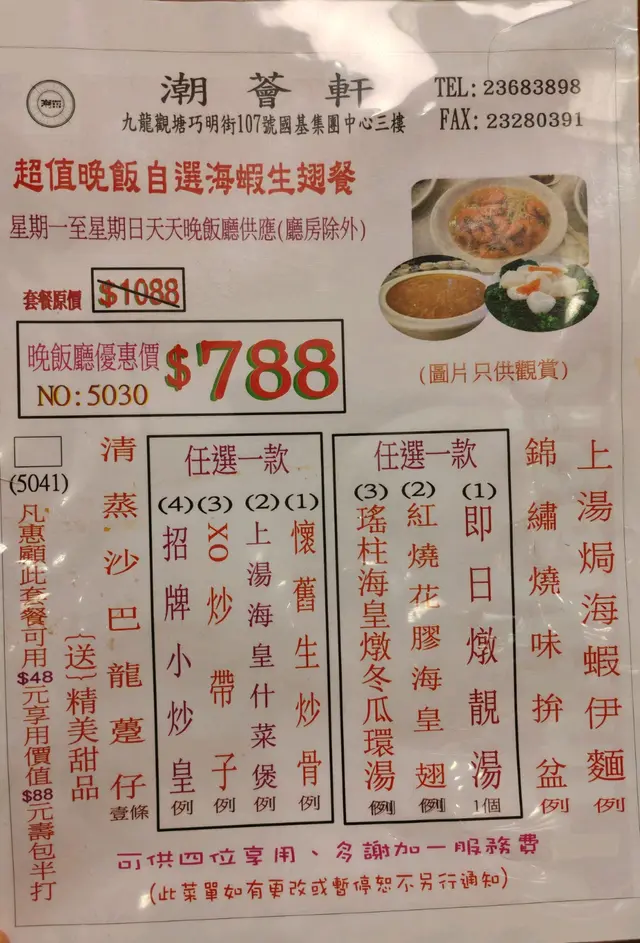 潮薈軒
九龍觀塘巧明街107號國基集團中心三樓
TEL: 23683898
FAX: 23280391
超值晚飯自選海蝦生翅餐
星期一至星期日天天晚飯廳供應(廳房除外)
套餐原價 $1088
晚飯廳優惠價 $788
NO: 5030
(圖片只供觀賞)
上湯焗海蝦伊麵 例
錦繡燒味拚盆 例
任選一款
(1) 即日燉靚湯 1個
(2) 紅燒花膠海皇翅 例
(3) 瑤柱海皇燉冬瓜環湯 例
任選一款
(1) 懷舊生炒骨 例
(2) 上湯海皇什菜煲 例
(3) XO炒帶子 例
(4) 招牌小炒皇 例
清蒸沙巴龍躉仔 壹條
{送}精美甜品
(5041)
凡惠顧此套餐可用$48元享用價值$88元壽包半打
可供四位享用、多謝加一服務費
(此菜單如有更改或暫停恕不另行通知)